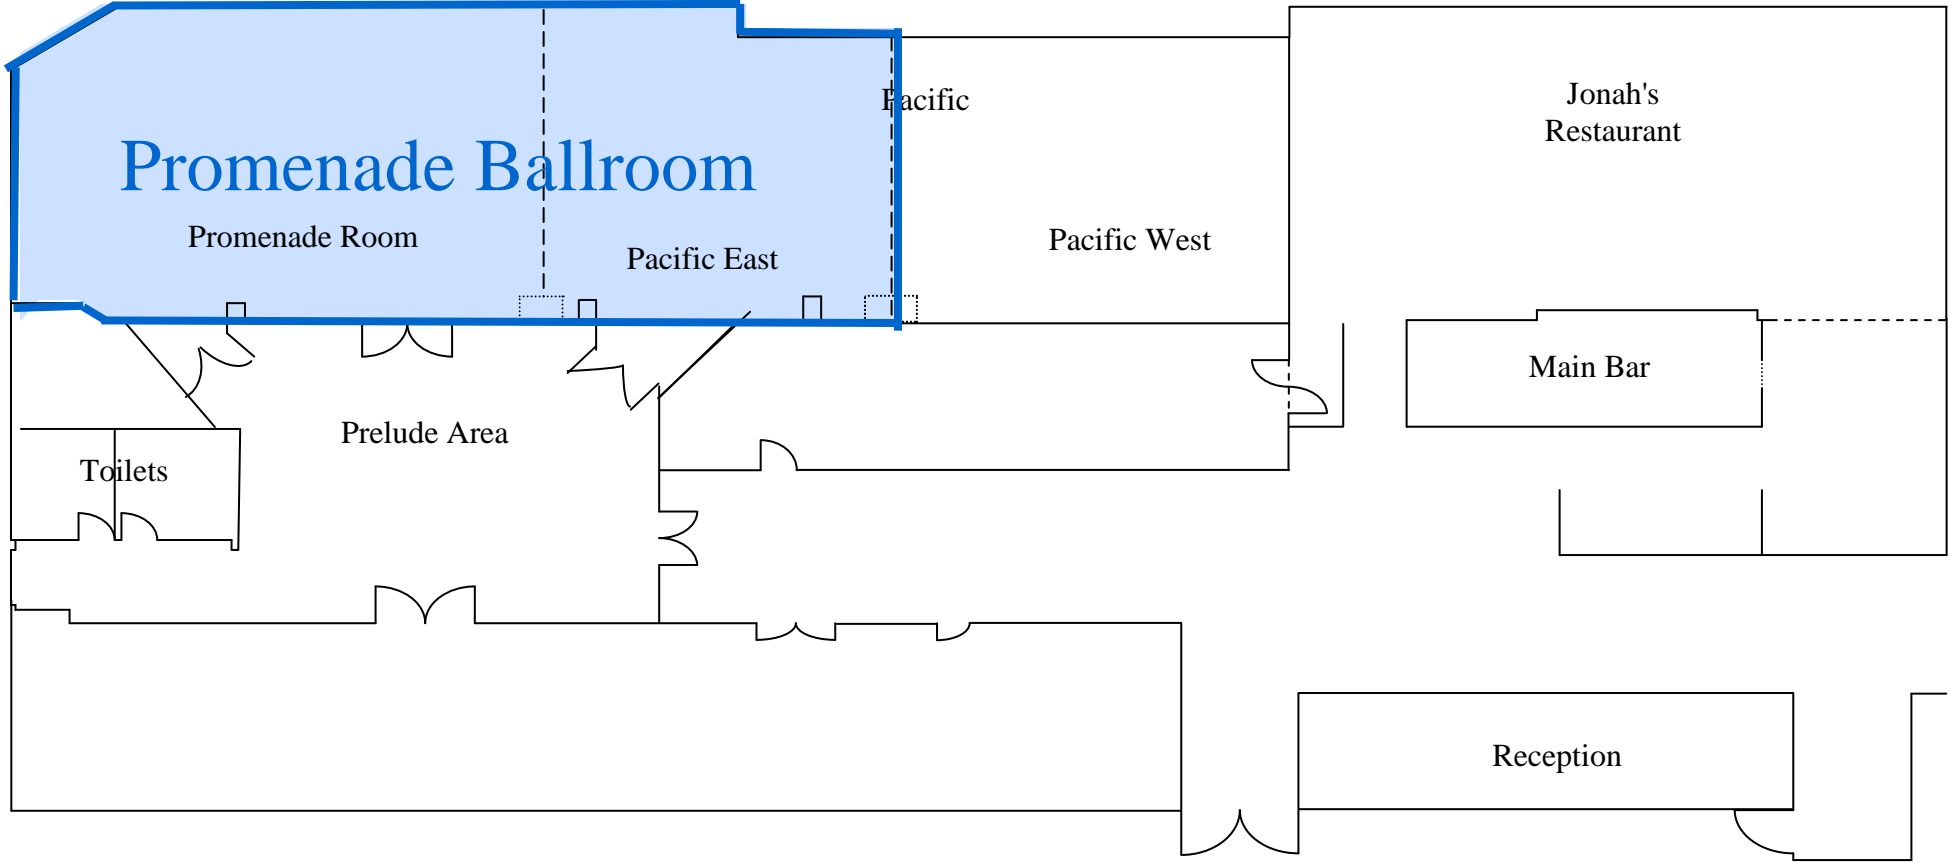 Pacific
Jonah's
Restaurant
Promenade Ballroom
Promenade Room
Pacific East
Pacific West
Main Bar
Prelude Area
Toilets
Reception